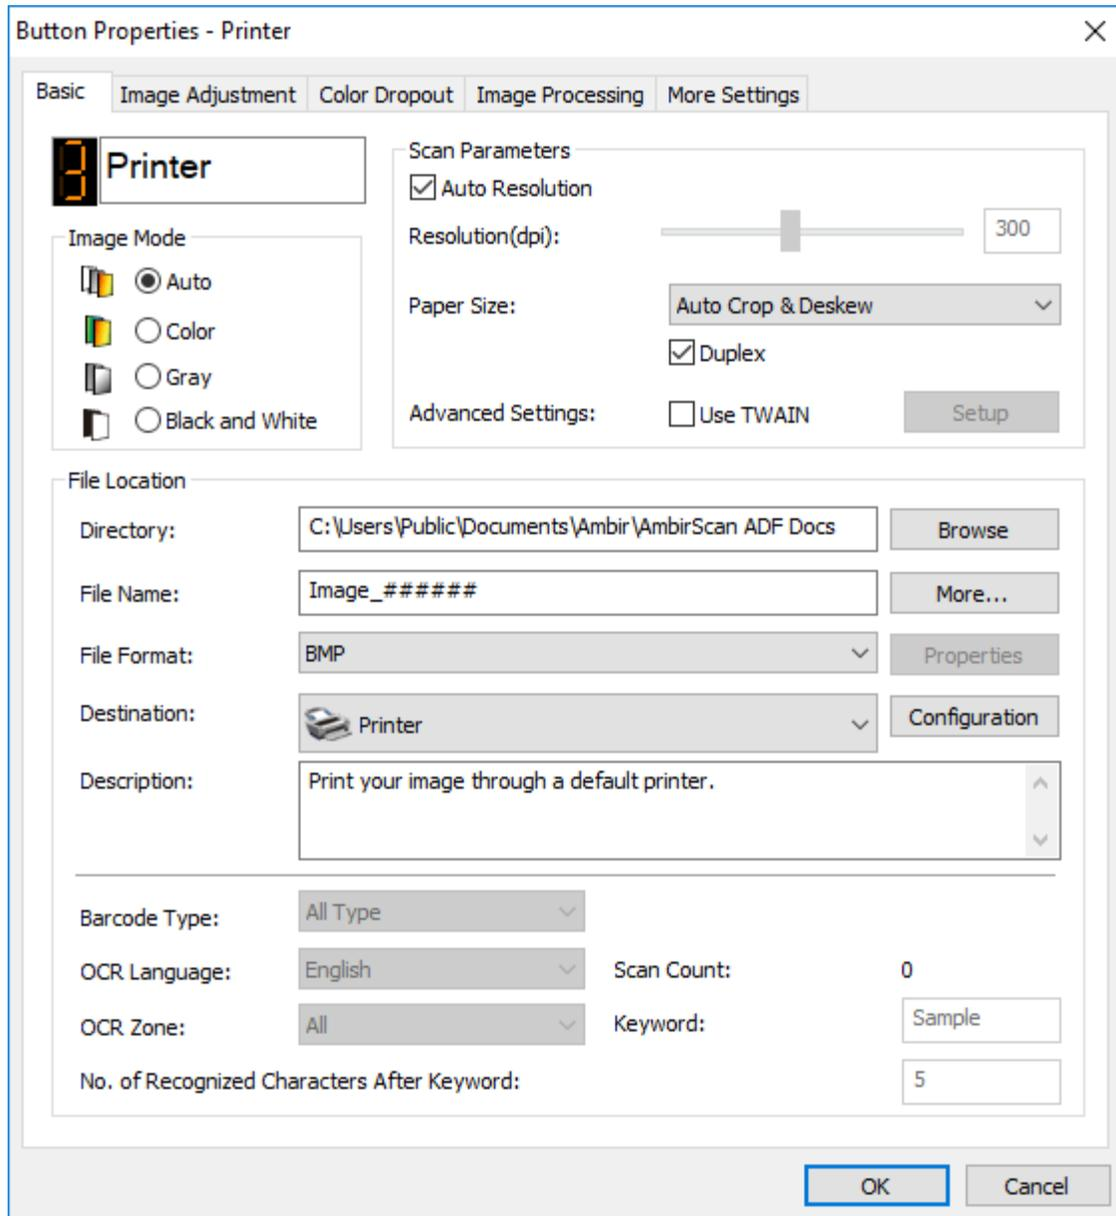 Button Properties - Printer
Basic Image Adjustment Color Dropout Image Processing More Settings
3 Printer
Image Mode
Auto
Color
Gray
Black and White
Scan Parameters
Auto Resolution
Resolution(dpi): 300
Paper Size: Auto Crop & Deskew
Duplex
Advanced Settings: Use TWAIN Setup
File Location
Directory: C:\Users\Public\Documents\Ambir\AmbirScan ADF Docs Browse
File Name: Image_###### More...
File Format: BMP Properties
Destination: Printer Configuration
Description: Print your image through a default printer.
Barcode Type: All Type
OCR Language: English Scan Count: 0
OCR Zone: All Keyword: Sample
No. of Recognized Characters After Keyword: 5
OK Cancel